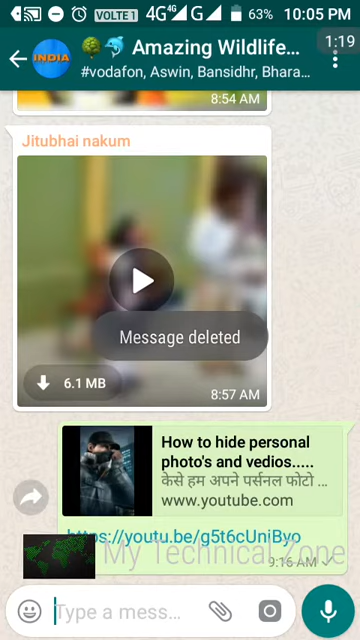 VOLTE 1 4G 4G G 63% 10:05 PM
INDIA
Amazing Wildlife...
1:19
#vodafon, Aswin, Bansidhr, Bhara...
8:54 AM
Jitubhai nakum
Message deleted
6.1 MB
8:57 AM
How to hide personal
photo's and vedios.....
केसे हम अपने पर्सनल फोटो ...
www.youtube.com
https://youtu.be/g5t6cUniByo
My Technical Zone
9:16 AM
Type a mess...